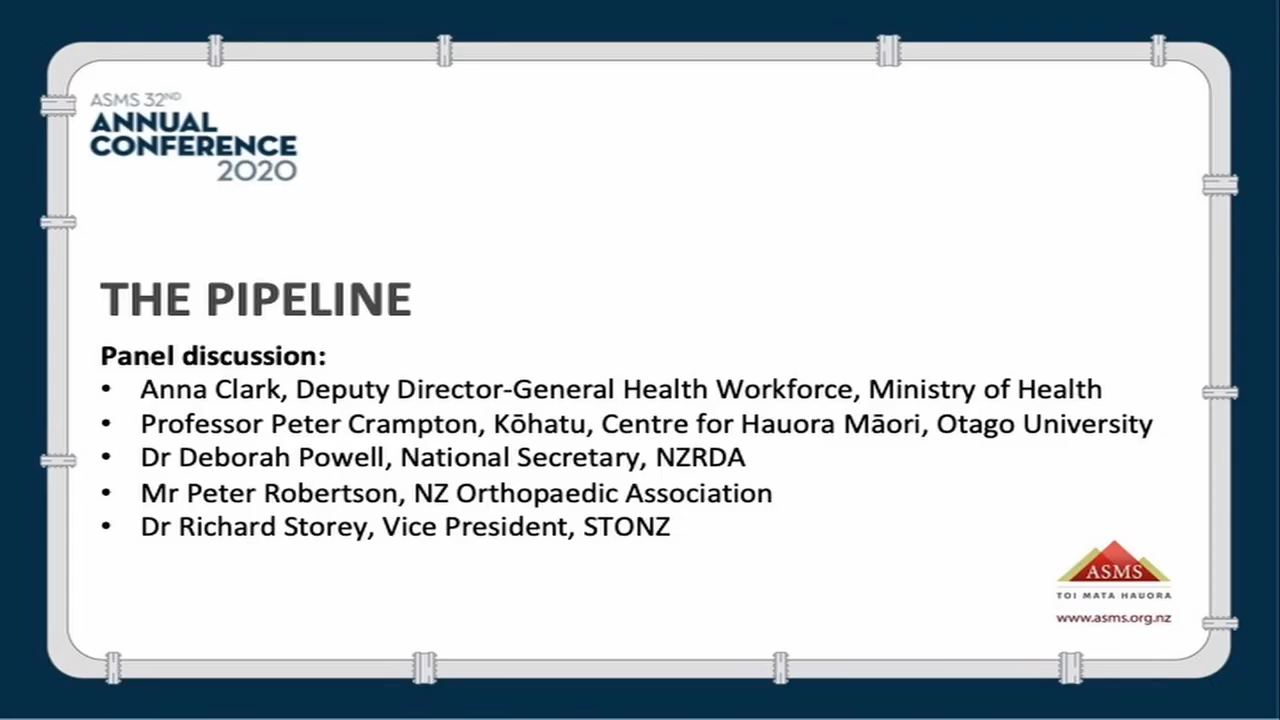 ASMS 32ND
ANNUAL
CONFERENCE
2020
THE PIPELINE
Panel discussion:
• Anna Clark, Deputy Director-General Health Workforce, Ministry of Health
• Professor Peter Crampton, Kōhatu, Centre for Hauora Māori, Otago University
• Dr Deborah Powell, National Secretary, NZRDA
• Mr Peter Robertson, NZ Orthopaedic Association
• Dr Richard Storey, Vice President, STONZ
ASMS
TOI MATA HAUORA
www.asms.org.nz